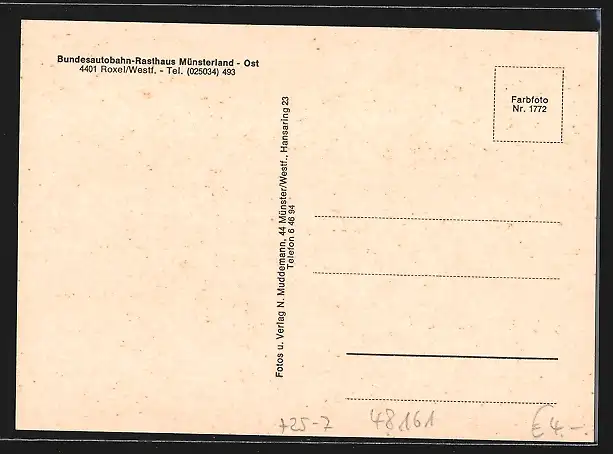 Bundesautobahn-Rasthaus Münsterland - Ost
4401 Roxel/Westf. - Tel. (025034) 493
Farbfoto
Nr. 1772
Fotos u. Verlag N. Muddemann, 44 Münster/Westf., Hansaring 23
Telefon 6 46 94
+25-7
48161
€ 4.-